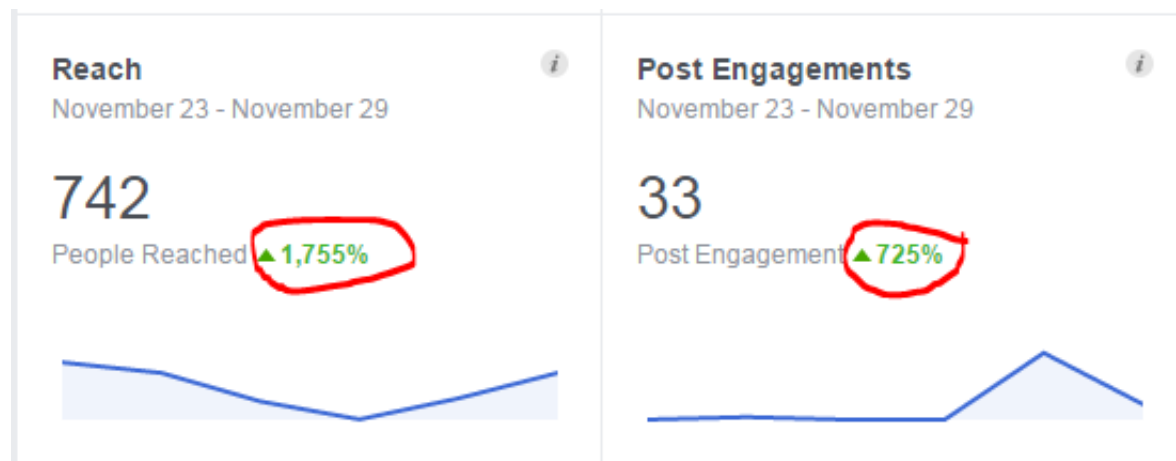 Reach
November 23 - November 29
742
People Reached ▲ 1,755%
Post Engagements
November 23 - November 29
33
Post Engagement ▲ 725%